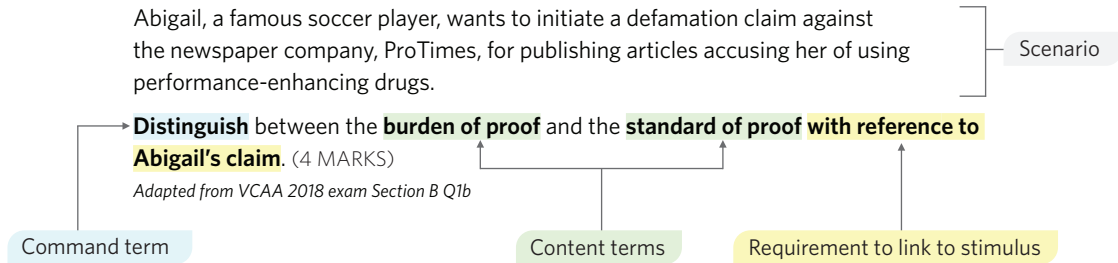 Abigail, a famous soccer player, wants to initiate a defamation claim against
the newspaper company, ProTimes, for publishing articles accusing her of using
performance-enhancing drugs.
Scenario
Distinguish between the burden of proof and the standard of proof with reference to
Abigail's claim. (4 MARKS)
Adapted from VCAA 2018 exam Section B Q1b
Command term
Content terms
Requirement to link to stimulus